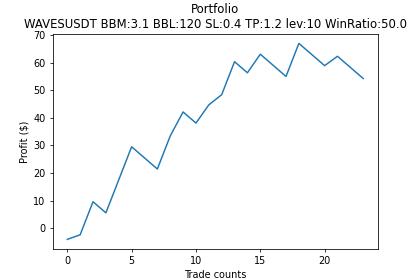 Portfolio
WAVESUSDT BBM:3.1 BBL:120 SL:0.4 TP:1.2 lev:10 WinRatio:50.0
70
60
50
40
30
20
10
0
Profit ($)
0 5 10 15 20
Trade counts